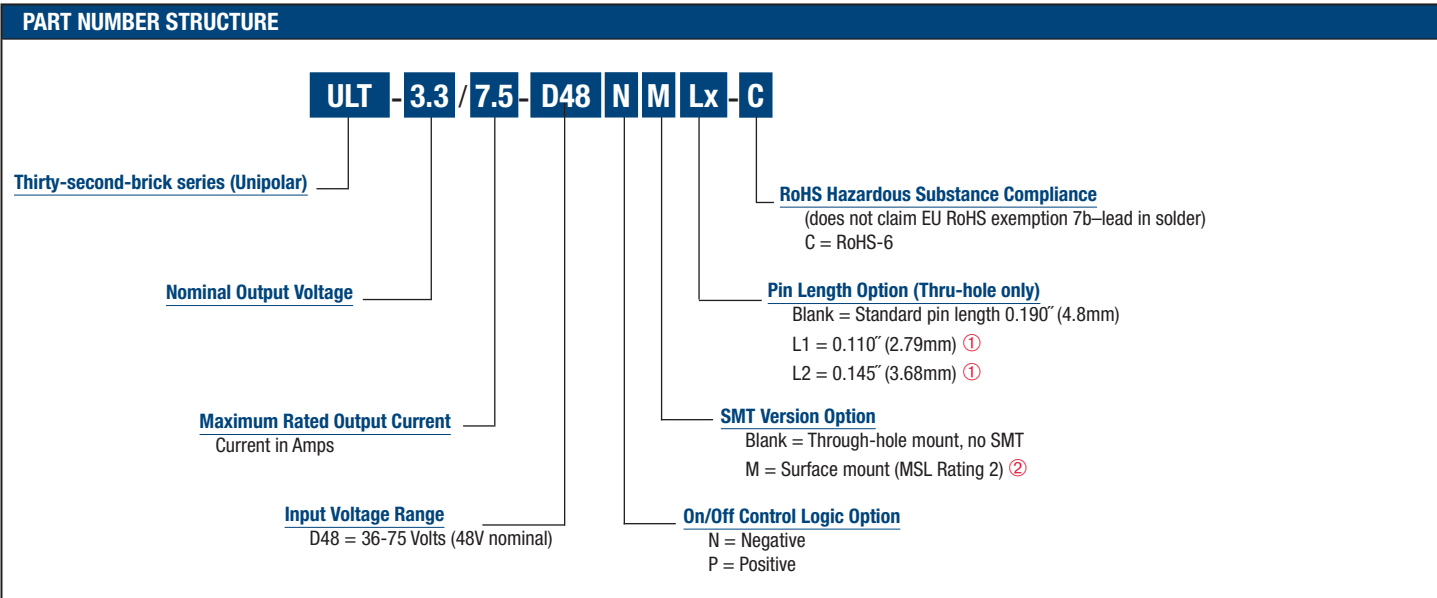 PART NUMBER STRUCTURE
ULT - 3.3 / 7.5 - D48 N M Lx - C
Thirty-second-brick series (Unipolar)
RoHS Hazardous Substance Compliance
(does not claim EU RoHS exemption 7b–lead in solder)
C = RoHS-6
Nominal Output Voltage
Pin Length Option (Thru-hole only)
Blank = Standard pin length 0.190˝ (4.8mm)
L1 = 0.110˝ (2.79mm) ①
L2 = 0.145˝ (3.68mm) ①
Maximum Rated Output Current
Current in Amps
SMT Version Option
Blank = Through-hole mount, no SMT
M = Surface mount (MSL Rating 2) ②
Input Voltage Range
D48 = 36-75 Volts (48V nominal)
On/Off Control Logic Option
N = Negative
P = Positive